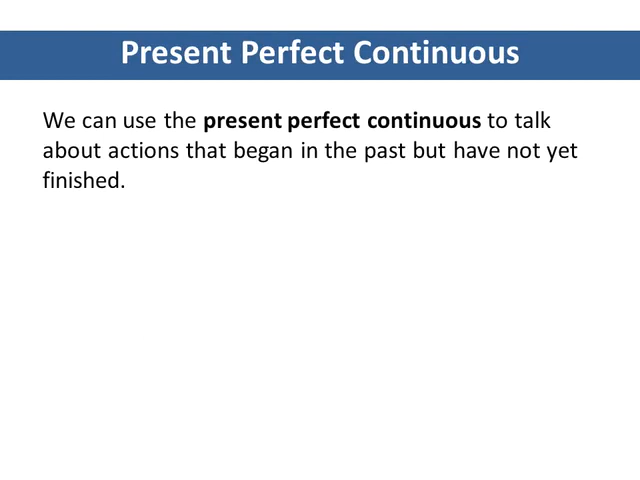 Present Perfect Continuous
We can use the present perfect continuous to talk
about actions that began in the past but have not yet
finished.